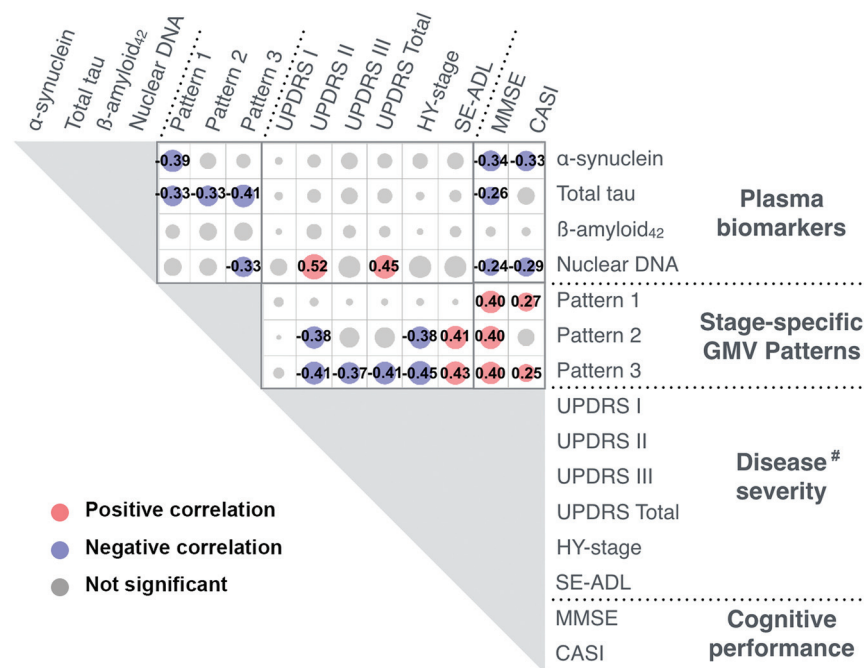 α-synuclein
Total tau
ß-amyloid42
Nuclear DNA
Pattern 1
Pattern 2
Pattern 3
UPDRS I
UPDRS II
UPDRS III
UPDRS Total
HY-stage
SE-ADL
MMSE
CASI
-0.39 -0.34 -0.33 α-synuclein
-0.33 -0.33 -0.41 -0.26 Total tau
ß-amyloid42
-0.33 0.52 0.45 -0.24 -0.29 Nuclear DNA
Plasma
biomarkers
0.40 0.27 Pattern 1
-0.38 -0.38 0.41 0.40 Pattern 2
-0.41 -0.37 -0.41 -0.45 0.43 0.40 0.25 Pattern 3
Stage-specific
GMV Patterns
UPDRS I
UPDRS II
UPDRS III
UPDRS Total
HY-stage
SE-ADL
Disease #
severity
MMSE
CASI
Cognitive
performance
Positive correlation
Negative correlation
Not significant